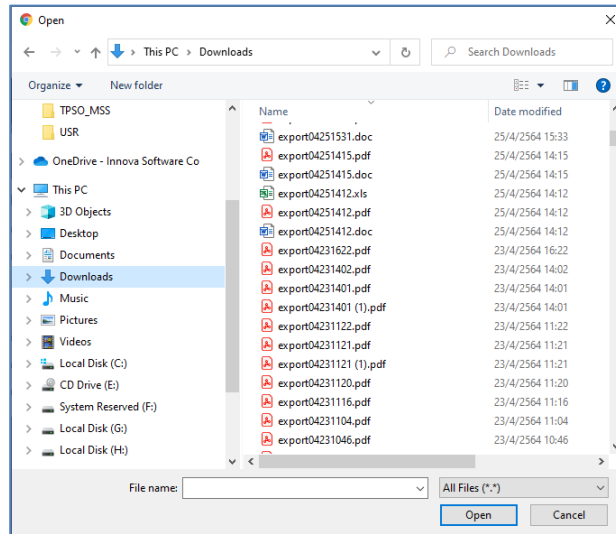 Open
This PC > Downloads
Search Downloads
Organize
New folder
Name
Date modified
TPSO_MSS
USR
OneDrive - Innova Software Co
This PC
3D Objects
Desktop
Documents
Downloads
Music
Pictures
Videos
Local Disk (C:)
CD Drive (E:)
System Reserved (F:)
Local Disk (G:)
Local Disk (H:)
export04251531.doc 25/4/2564 15:33
export04251415.pdf 25/4/2564 14:15
export04251415.doc 25/4/2564 14:15
export04251412.xls 25/4/2564 14:12
export04251412.pdf 25/4/2564 14:12
export04251412.doc 25/4/2564 14:12
export04231622.pdf 23/4/2564 16:22
export04231402.pdf 23/4/2564 14:02
export04231401.pdf 23/4/2564 14:01
export04231401 (1).pdf 23/4/2564 14:01
export04231122.pdf 23/4/2564 11:22
export04231121.pdf 23/4/2564 11:21
export04231121 (1).pdf 23/4/2564 11:21
export04231120.pdf 23/4/2564 11:20
export04231116.pdf 23/4/2564 11:16
export04231104.pdf 23/4/2564 11:04
export04231046.pdf 23/4/2564 10:46
File name:
All Files (*.*)
Open
Cancel